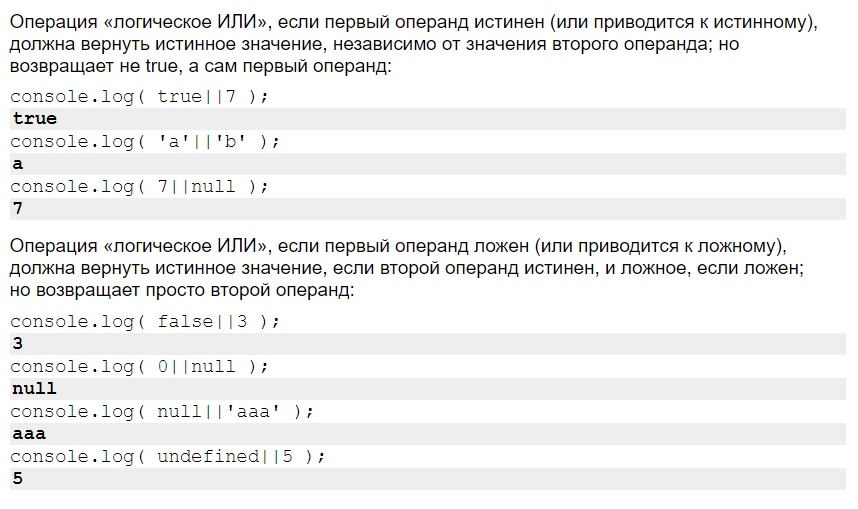 Операция «логическое ИЛИ», если первый операнд истинен (или приводится к истинному),
должна вернуть истинное значение, независимо от значения второго операнда; но
возвращает не true, а сам первый операнд:
console.log( true||7 );
true
console.log( 'a'||'b' );
a
console.log( 7||null );
7
Операция «логическое ИЛИ», если первый операнд ложен (или приводится к ложному),
должна вернуть истинное значение, если второй операнд истинен, и ложное, если ложен;
но возвращает просто второй операнд:
console.log( false||3 );
3
console.log( 0||null );
null
console.log( null||'aaa' );
aaa
console.log( undefined||5 );
5